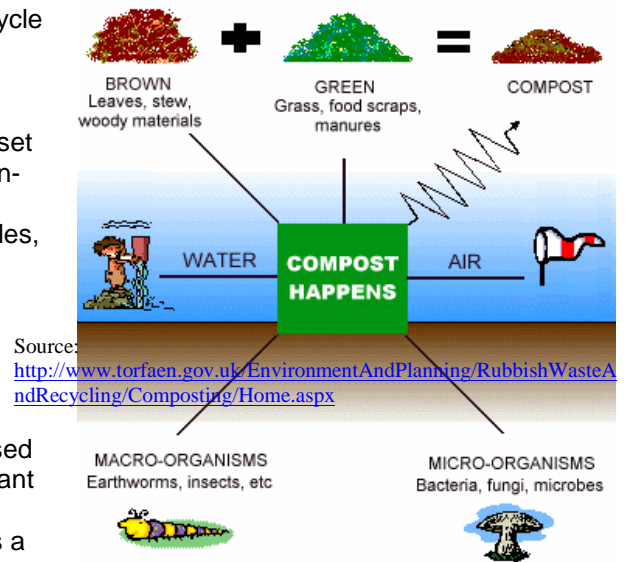 cycle
BROWN
Leaves, stew,
woody materials
GREEN
Grass, food scraps,
manures
COMPOST
set
n-
les,
WATER
COMPOST
HAPPENS
AIR
Source:
http://www.torfaen.gov.uk/EnvironmentAndPlanning/RubbishWasteA
ndRecycling/Composting/Home.aspx
sed
ant
s a
MACRO-ORGANISMS
Earthworms, insects, etc
MICRO-ORGANISMS
Bacteria, fungi, microbes